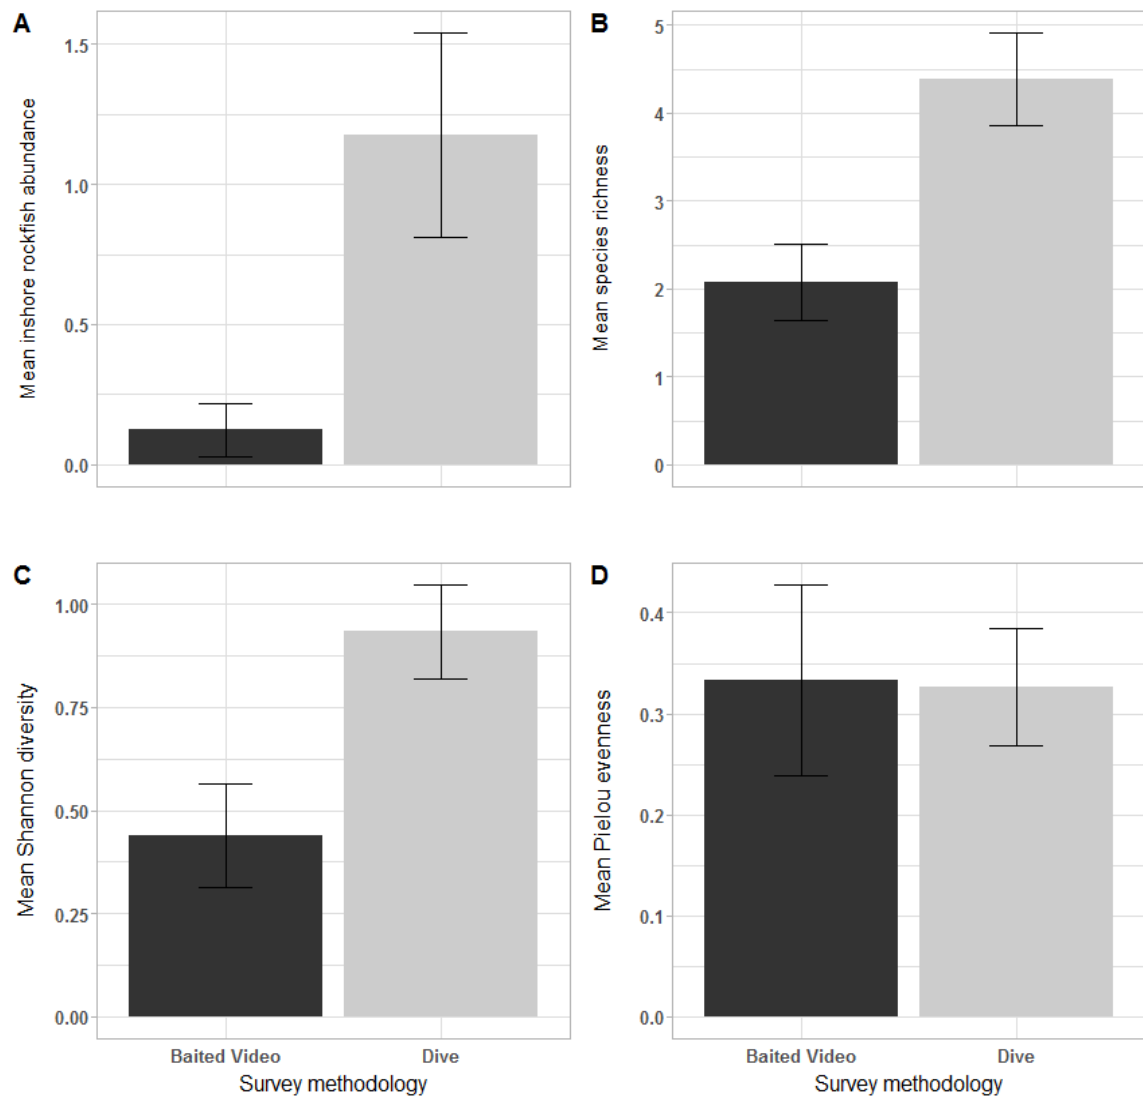 A
Mean inshore rockfish abundance
1.5
1.0
0.5
0.0
B
Mean species richness
5
4
3
2
1
0
C
Mean Shannon diversity
1.00
0.75
0.50
0.25
0.00
Baited Video
Dive
Survey methodology
D
Mean Pielou evenness
0.4
0.3
0.2
0.1
0.0
Baited Video
Dive
Survey methodology